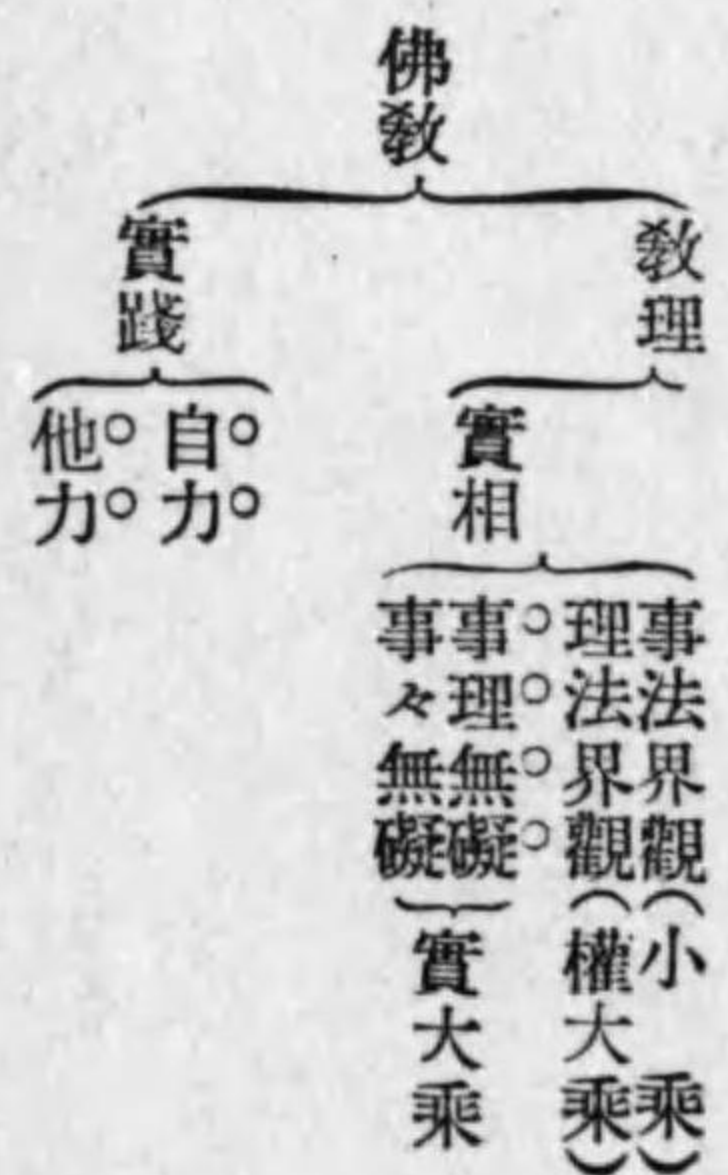 佛教
教理
實相
事法界觀(小乘)
理法界觀(權大乘)
事理無礙
事々無礙
實大乘
實踐
自力
他力